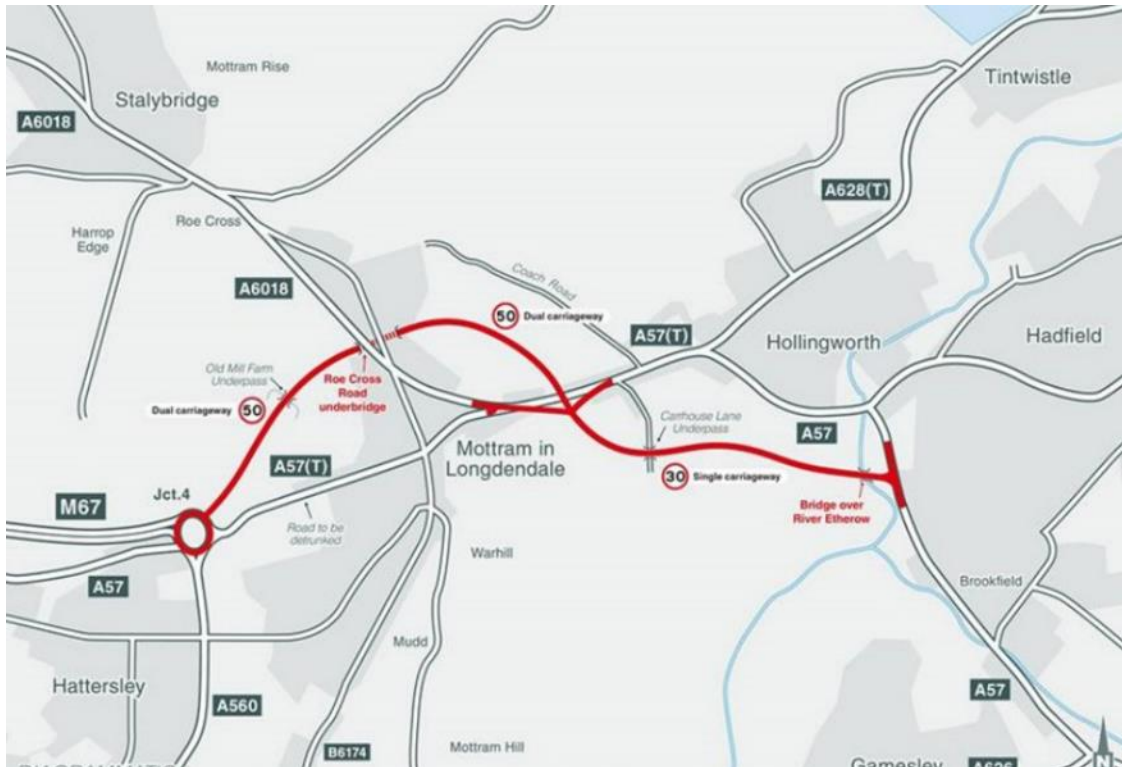 Mottram Rise
Stalybridge
Tintwistle
A6018
A628(T)
Roe Cross
Harrop
Edge
A6018
Coach Road
50 Dual carriageway
A57(T)
Hollingworth
Hadfield
Old Mill Farm
Underpass
Roe Cross
Road
underbridge
Dual carriageway 50
Carrhouse Lane
Underpass
A57
Mottram in
Longdendale
A57(T)
30 Single carriageway
Jct.4
M67
Bridge over
River Etherow
Road to be
detrunked
Warhill
A57
Brookfield
Mudd
Hattersley
A560
A57
B6174
Mottram Hill
Gamesley
A626
N